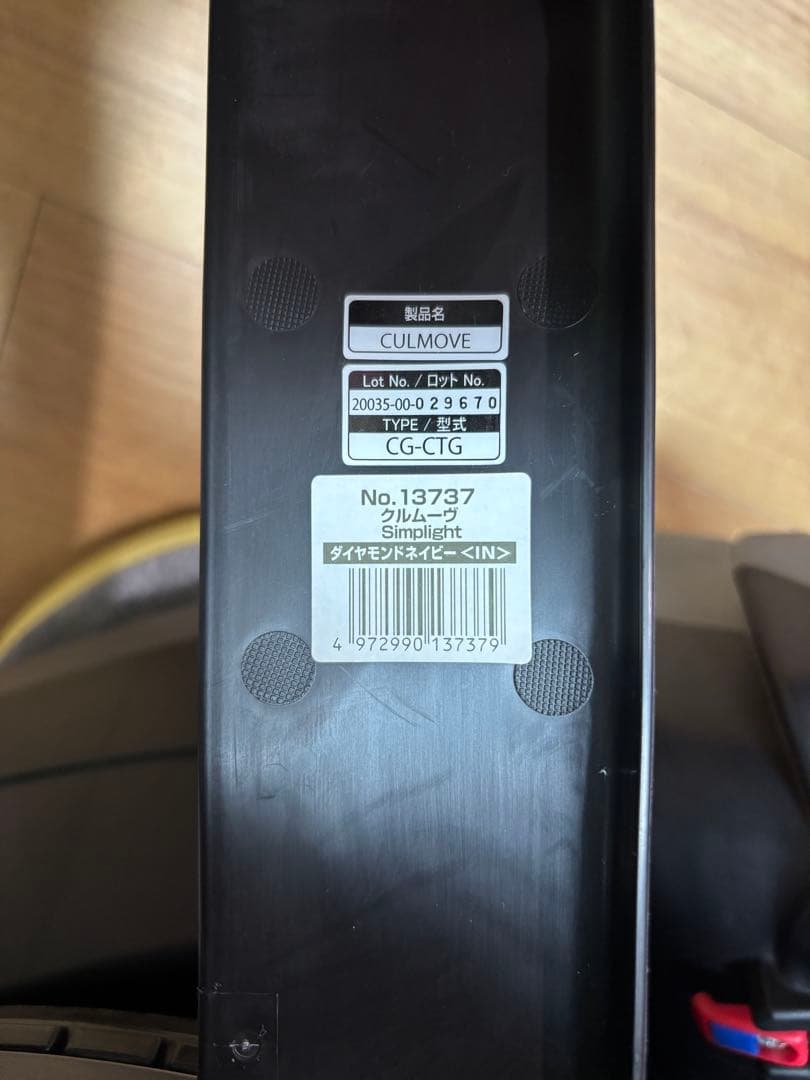 製品名
CULMOVE
Lot No. / ロット No.
20035-00-029670
TYPE / 型式
CG-CTG
No.13737
クルムーヴ
Simplight
ダイヤモンドネイビー<IN>
4 972990 137379